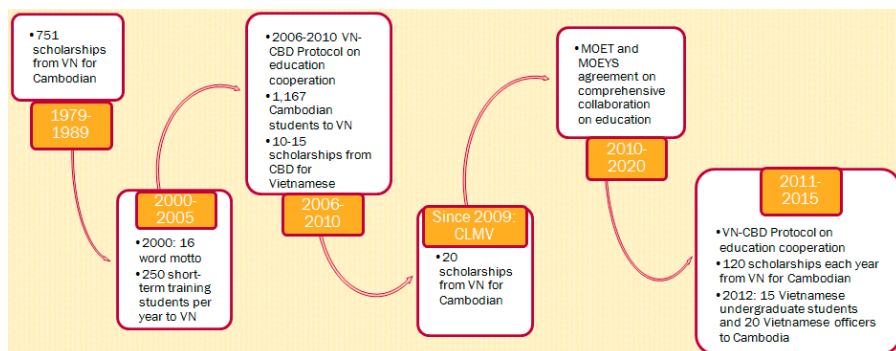 • 751
scholarships
from VN for
Cambodian
1979-
1989
2000-
2005
• 2000: 16
word motto
• 250 short-
term training
students per
year to VN
• 2006-2010 VN-
CBD Protocol on
education
cooperation
• 1,167
Cambodian
students to VN
• 10-15
scholarships from
CBD for
Vietnamese
2006-
2010
Since 2009:
CLMV
• 20
scholarships
from VN for
Cambodian
• MOET and
MOEYS
agreement on
comprehensive
collaboration
on education
2010-
2020
2011-
2015
• VN-CBD Protocol on
education cooperation
• 120 scholarships each year
from VN for Cambodian
• 2012: 15 Vietnamese
undergraduate students
and 20 Vietnamese officers
to Cambodia